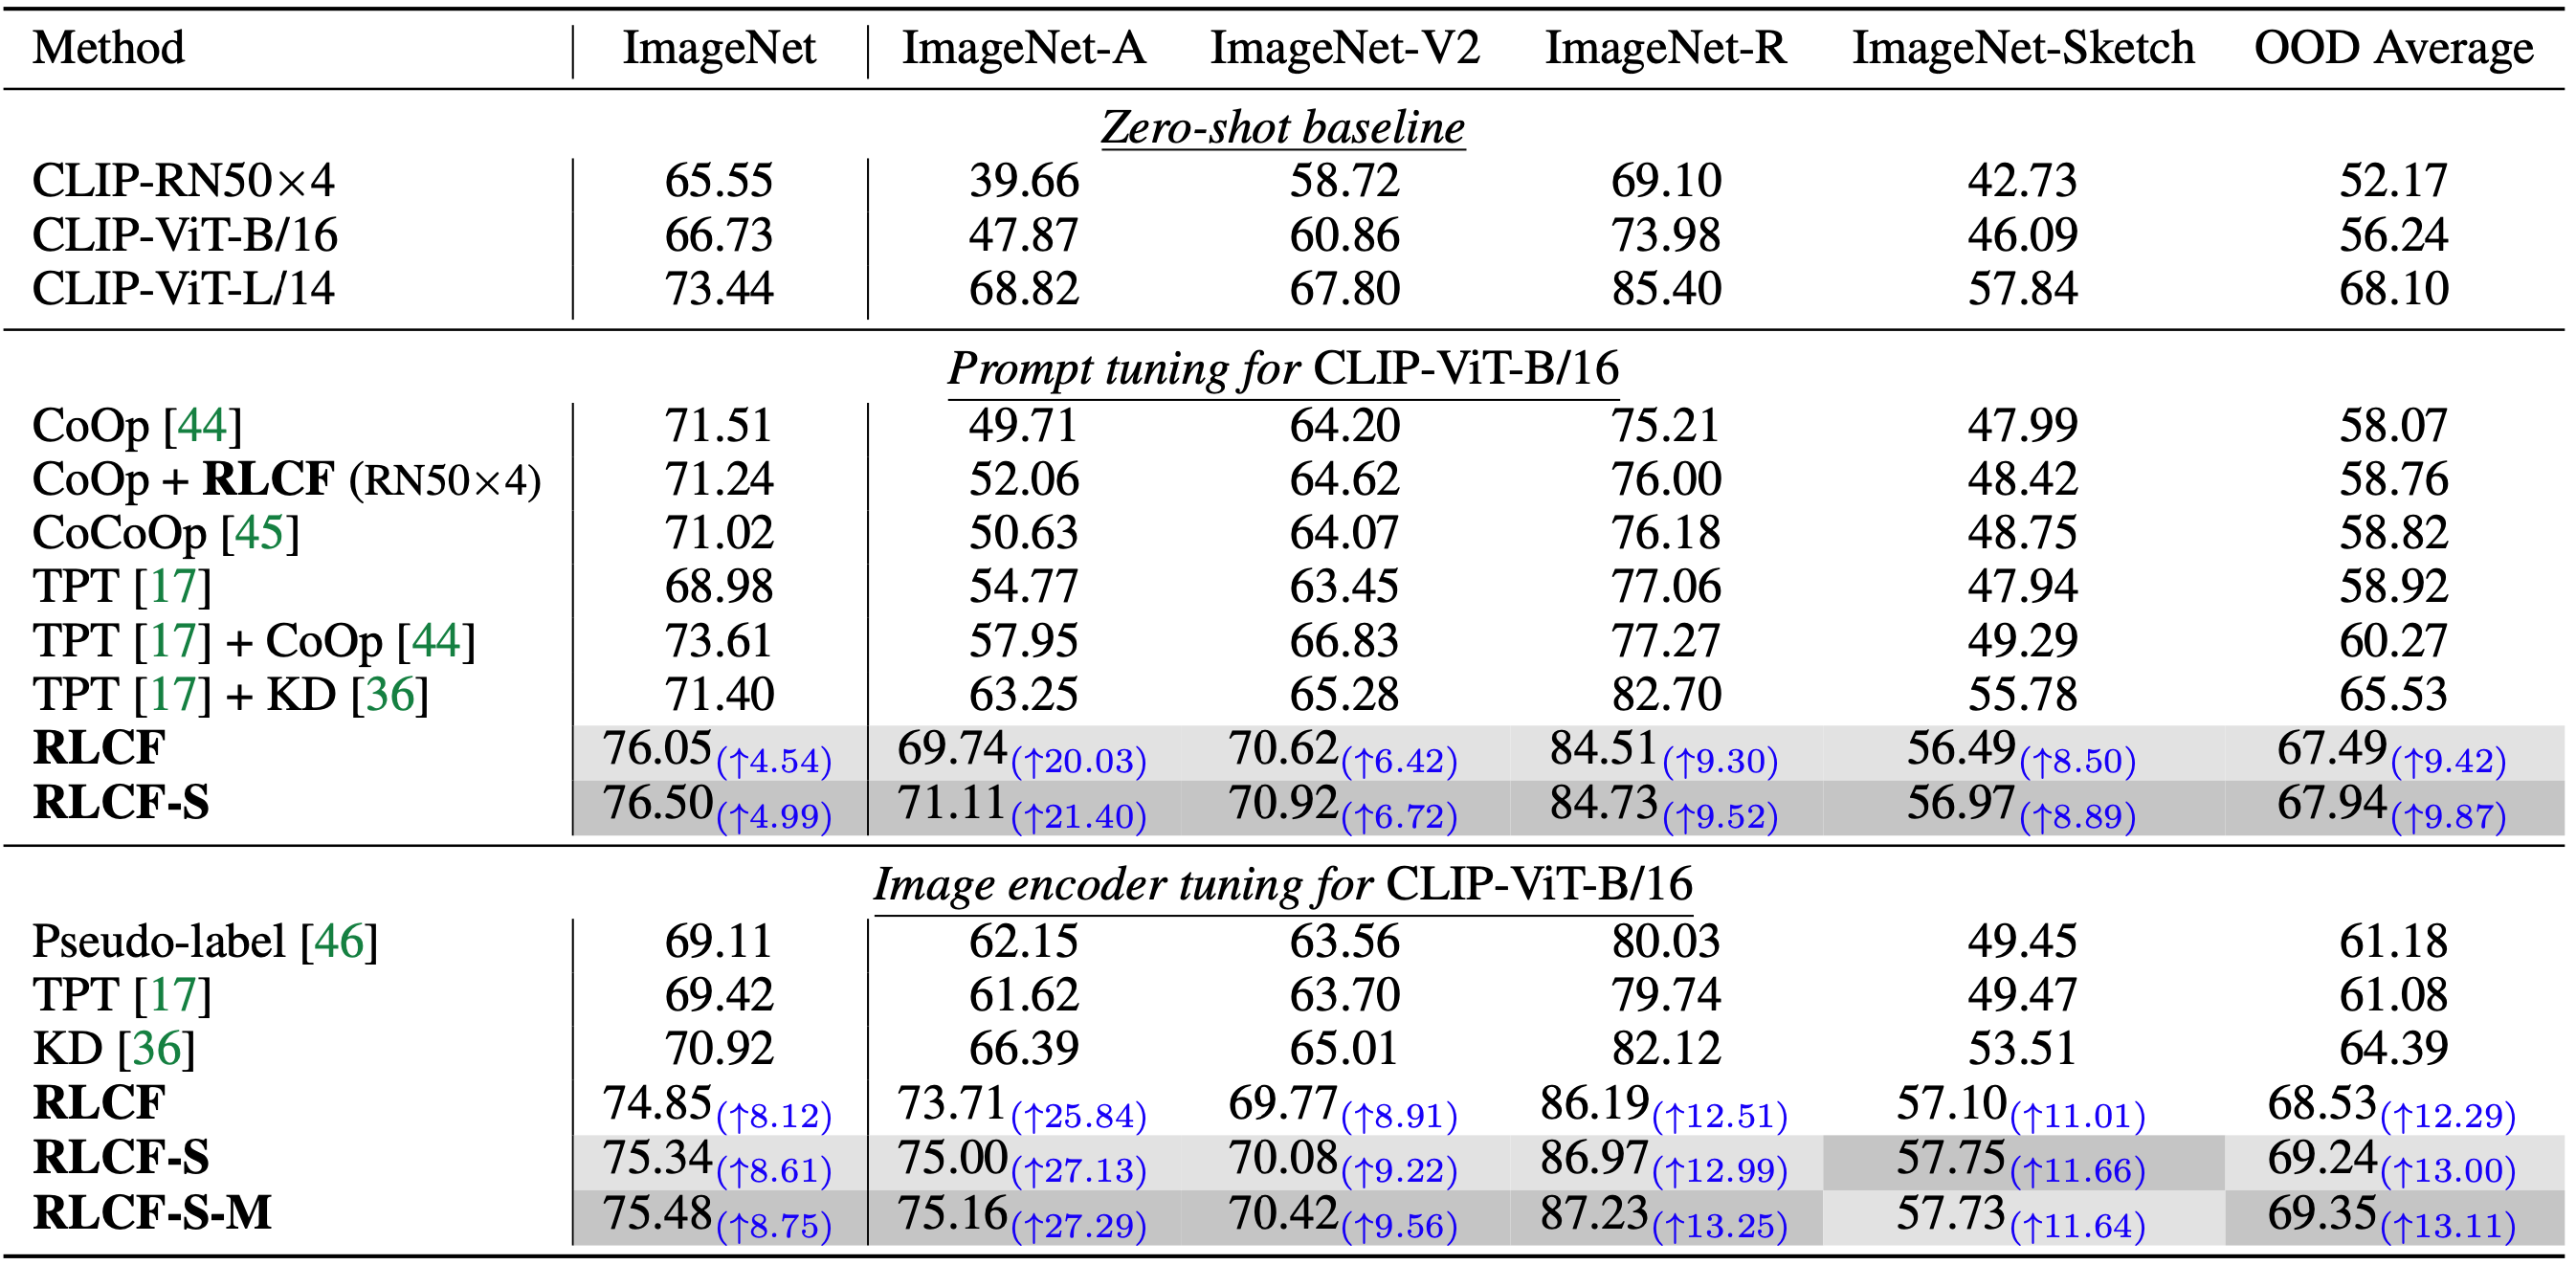 Method ImageNet ImageNet-A ImageNet-V2 ImageNet-R ImageNet-Sketch OOD Average
Zero-shot baseline
CLIP-RN50×4 65.55 39.66 58.72 69.10 42.73 52.17
CLIP-ViT-B/16 66.73 47.87 60.86 73.98 46.09 56.24
CLIP-ViT-L/14 73.44 68.82 67.80 85.40 57.84 68.10
Prompt tuning for CLIP-ViT-B/16
CoOp [44] 71.51 49.71 64.20 75.21 47.99 58.07
CoOp + RLCF (RN50×4) 71.24 52.06 64.62 76.00 48.42 58.76
CoCoOp [45] 71.02 50.63 64.07 76.18 48.75 58.82
TPT [17] 68.98 54.77 63.45 77.06 47.94 58.92
TPT [17] + CoOp [44] 73.61 57.95 66.83 77.27 49.29 60.27
TPT [17] + KD [36] 71.40 63.25 65.28 82.70 55.78 65.53
RLCF 76.05(↑4.54) 69.74(↑20.03) 70.62(↑6.42) 84.51(↑9.30) 56.49(↑8.50) 67.49(↑9.42)
RLCF-S 76.50(↑4.99) 71.11(↑21.40) 70.92(↑6.72) 84.73(↑9.52) 56.97(↑8.89) 67.94(↑9.87)
Image encoder tuning for CLIP-ViT-B/16
Pseudo-label [46] 69.11 62.15 63.56 80.03 49.45 61.18
TPT [17] 69.42 61.62 63.70 79.74 49.47 61.08
KD [36] 70.92 66.39 65.01 82.12 53.51 64.39
RLCF 74.85(↑8.12) 73.71(↑25.84) 69.77(↑8.91) 86.19(↑12.51) 57.10(↑11.01) 68.53(↑12.29)
RLCF-S 75.34(↑8.61) 75.00(↑27.13) 70.08(↑9.22) 86.97(↑12.99) 57.75(↑11.66) 69.24(↑13.00)
RLCF-S-M 75.48(↑8.75) 75.16(↑27.29) 70.42(↑9.56) 87.23(↑13.25) 57.73(↑11.64) 69.35(↑13.11)